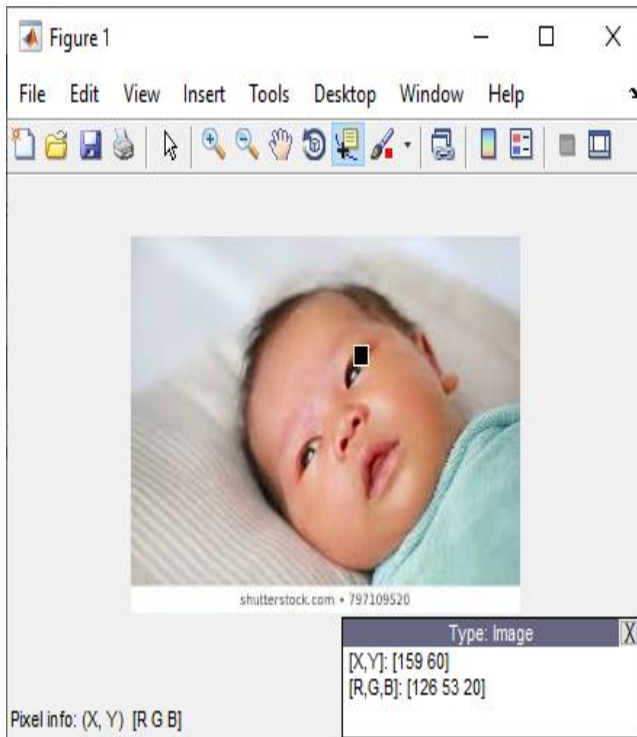 Figure 1
File Edit View Insert Tools Desktop Window Help
shutterstock.com • 797109520
Type: Image X
[X,Y]: [159 60]
[R,G,B]: [126 53 20]
Pixel info: (X, Y) [R G B]